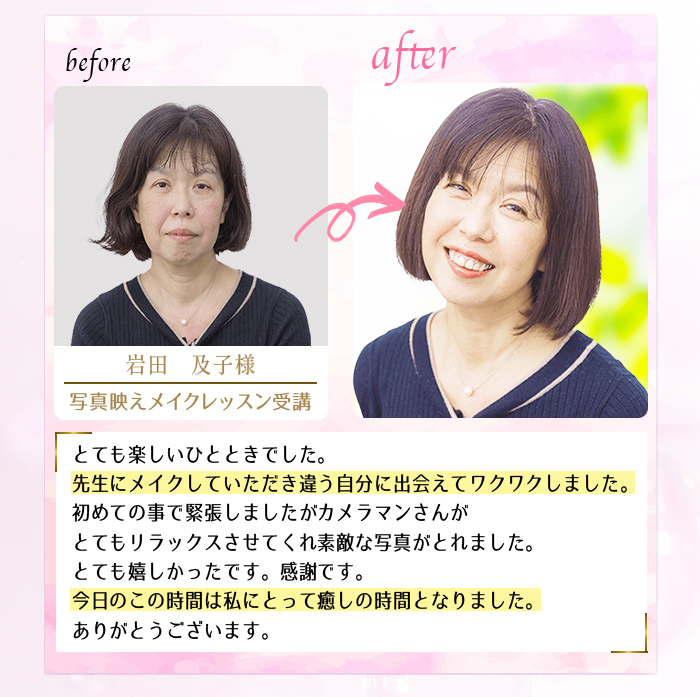 before
after
岩田　及子様
写真映えメイクレッスン受講
とても楽しいひとときでした。
先生にメイクしていただき違う自分に出会えてワクワクしました。
初めての事で緊張しましたがカメラマンさんが
とてもリラックスさせてくれ素敵な写真がとれました。
とても嬉しかったです。感謝です。
今日のこの時間は私にとって癒しの時間となりました。
ありがとうございます。